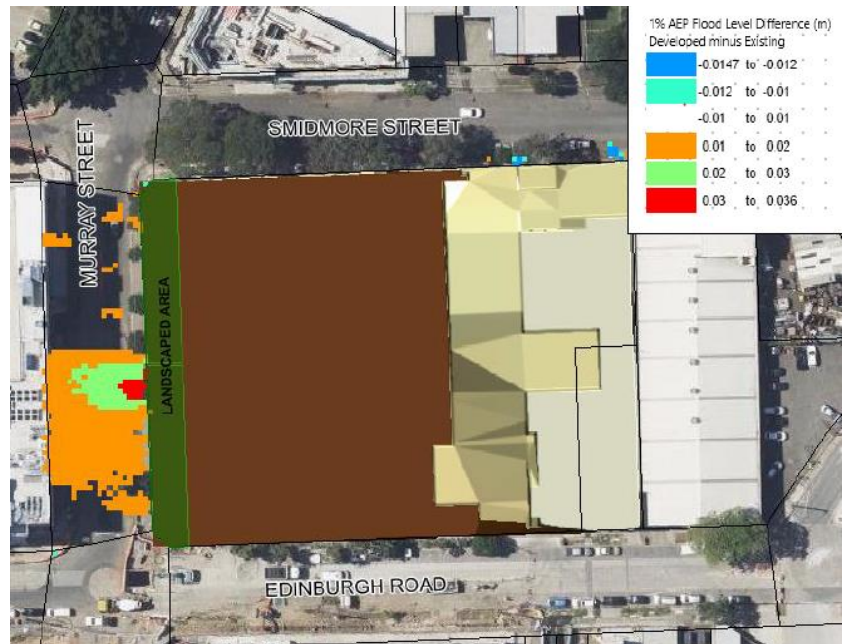 1% AEP Flood Level Difference (m)
Developed minus Existing
-0.0147 to -0.012
-0.012 to -0.01
-0.01 to 0.01
0.01 to 0.02
0.02 to 0.03
0.03 to 0.036
SMIDMORE STREET
MURRAY STREET
LANDSCAPED AREA
EDINBURGH ROAD